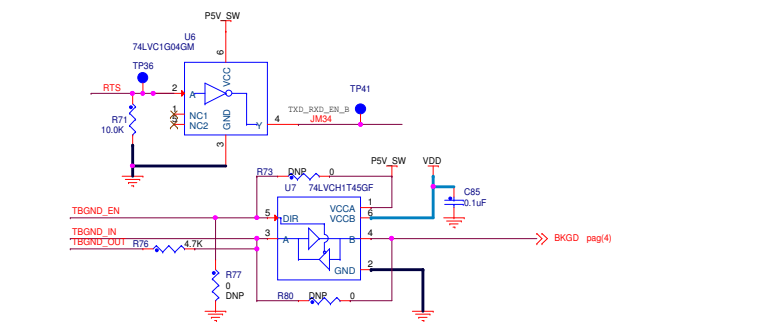 P5V_SW
U6
74LVC1G04GM
TP36
6
VCC
RTS
2
A
TP41
R71
10.0K
1
NC1
5
NC2
GND
Y
4
TXD_RXD_EN_B
JM34
3
R73
DNP
0
P5V_SW
VDD
U7
74LVCH1T45GF
C85
0.1uF
TBGND_EN
5
DIR
VCCA
1
VCCB
6
TBGND_IN
3
A
B
4
BKGD pag(4)
TBGND_OUT
R76
4.7K
GND
2
R77
0
DNP
R80
DNP
0